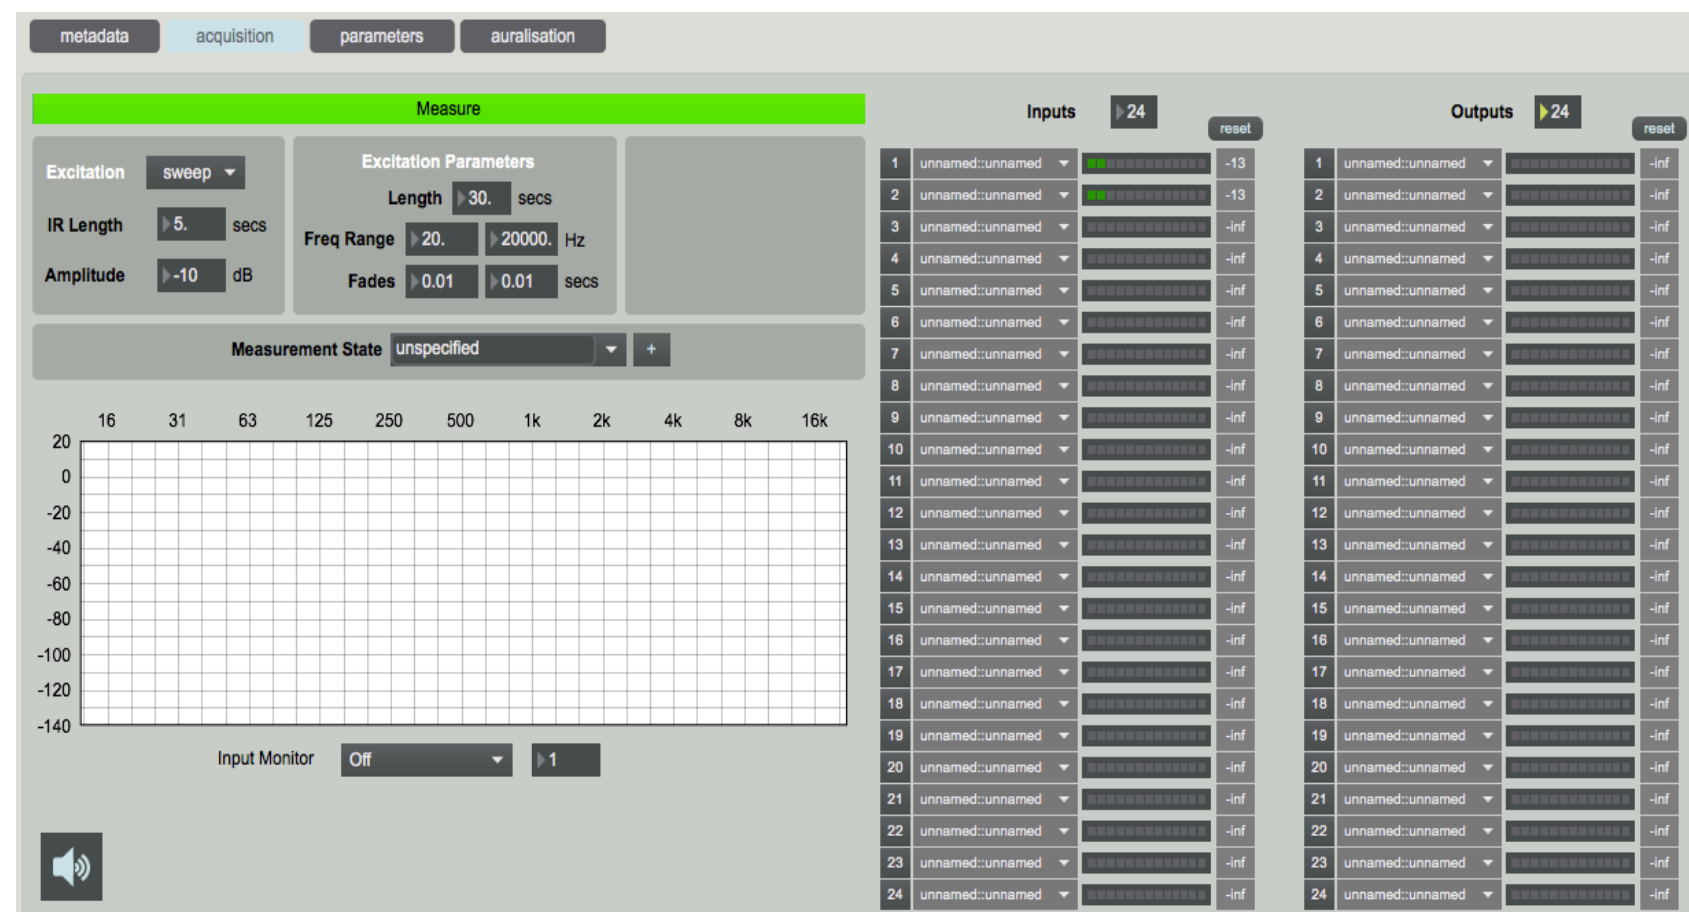 metadata acquisition parameters auralisation
Measure
Excitation sweep
IR Length 5. secs
Amplitude -10 dB
Excitation Parameters
Length 30. secs
Freq Range 20. 20000. Hz
Fades 0.01 0.01 secs
Measurement State unspecified +
16 31 63 125 250 500 1k 2k 4k 8k 16k
20
0
-20
-40
-60
-80
-100
-120
-140
Input Monitor Off 1
Inputs 24
reset
1 unnamed::unnamed -13
2 unnamed::unnamed -13
3 unnamed::unnamed -inf
4 unnamed::unnamed -inf
5 unnamed::unnamed -inf
6 unnamed::unnamed -inf
7 unnamed::unnamed -inf
8 unnamed::unnamed -inf
9 unnamed::unnamed -inf
10 unnamed::unnamed -inf
11 unnamed::unnamed -inf
12 unnamed::unnamed -inf
13 unnamed::unnamed -inf
14 unnamed::unnamed -inf
15 unnamed::unnamed -inf
16 unnamed::unnamed -inf
17 unnamed::unnamed -inf
18 unnamed::unnamed -inf
19 unnamed::unnamed -inf
20 unnamed::unnamed -inf
21 unnamed::unnamed -inf
22 unnamed::unnamed -inf
23 unnamed::unnamed -inf
24 unnamed::unnamed -inf
Outputs 24
reset
1 unnamed::unnamed -inf
2 unnamed::unnamed -inf
3 unnamed::unnamed -inf
4 unnamed::unnamed -inf
5 unnamed::unnamed -inf
6 unnamed::unnamed -inf
7 unnamed::unnamed -inf
8 unnamed::unnamed -inf
9 unnamed::unnamed -inf
10 unnamed::unnamed -inf
11 unnamed::unnamed -inf
12 unnamed::unnamed -inf
13 unnamed::unnamed -inf
14 unnamed::unnamed -inf
15 unnamed::unnamed -inf
16 unnamed::unnamed -inf
17 unnamed::unnamed -inf
18 unnamed::unnamed -inf
19 unnamed::unnamed -inf
20 unnamed::unnamed -inf
21 unnamed::unnamed -inf
22 unnamed::unnamed -inf
23 unnamed::unnamed -inf
24 unnamed::unnamed -inf